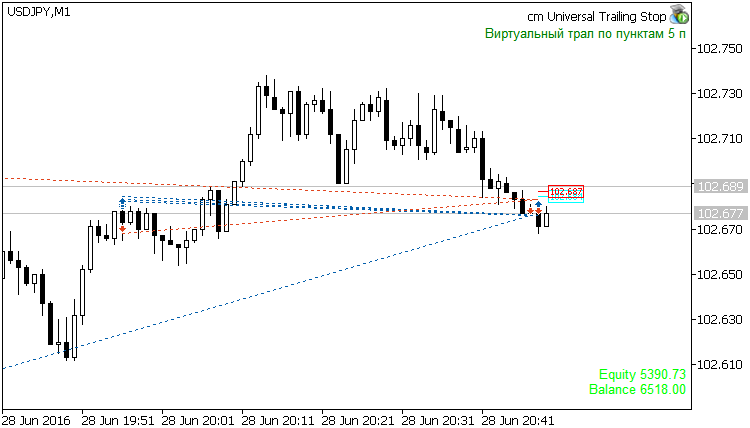 USDJPY,M1
cm Universal Trailing Stop
Виртуальный трал по пунктам 5 п
102.750
102.730
102.710
102.689
102.687
102.677
102.670
102.650
102.630
102.610
Equity 5390.73
Balance 6518.00
28 Jun 2016 28 Jun 19:51 28 Jun 20:01 28 Jun 20:11 28 Jun 20:21 28 Jun 20:31 28 Jun 20:41